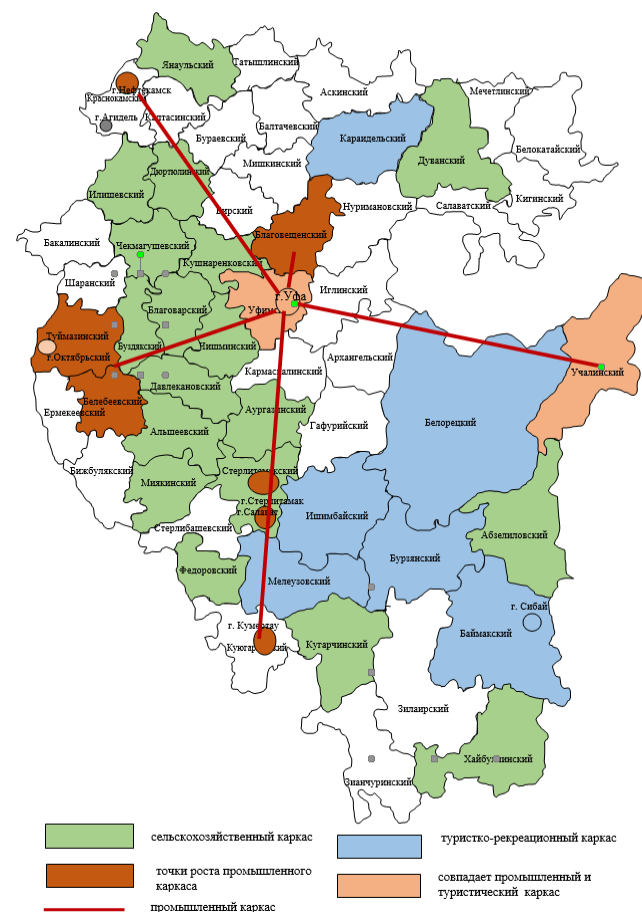 Янаульский
Татышлинский
г.Нефтекамск
Краснокамский
Аскинский
Мечетлинский
г.Агидель
Калтасинский
Балтачевский
Бураевский
Караидельский
Дуванский
Белокатайский
Мишкинский
Дюртюлинский
Илишевский
Бирский
Нуримановский
Салаватский
Кигинский
Бакалинский
Чекмагушевский
Благовещенский
Кушнаренковский
Шаранский
Иглинский
г.Уфа
Благоварский
Уфимс
Туймазинский
Буздякский
Чишминский
г.Октябрьский
Архангельский
Учалинский
Кармаскалинский
Давлекановский
Белебеевский
Ермекеевский
Аургазинский
Гафурийский
Белорецкий
Альшеевский
Бижбулякский
Стерлитамакский
Миякинский
г.Стерлитамак
г.Салават
Ишимбайский
Стерлибашевский
Абзелиловский
Бурзянский
Федоровский
Мелеузовский
г. Сибай
г. Кумертау
Баймакский
Куюргазинский
Кугарчинский
Зилаирский
Хайбуллинский
Зианчуринский
сельскохозяйственный каркас
туристко-рекреационный каркас
точки роста промышленного
каркаса
совпадает промышленный и
туристический каркас
промышленный каркас